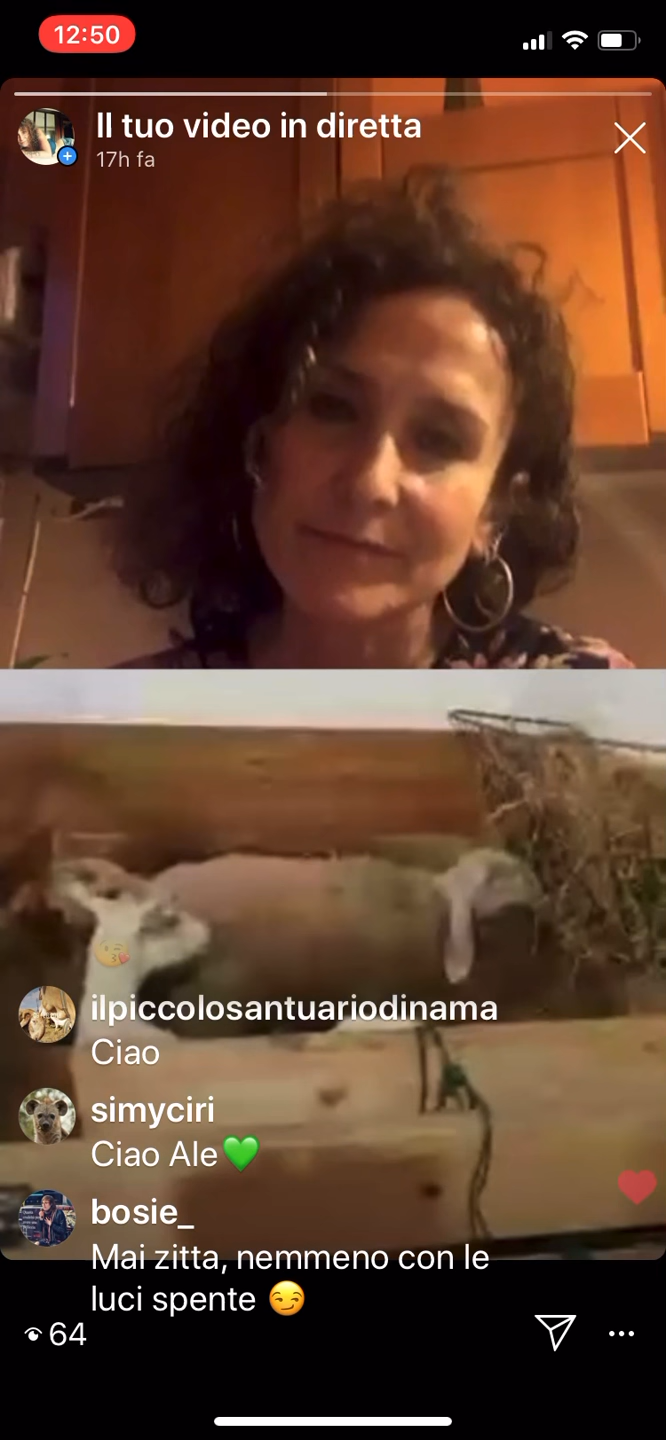 12:50
Il tuo video in diretta
17h fa
ilpiccolosantuariodinama
Ciao
simyciri
Ciao Ale💚
bosie_
Mai zitta, nemmeno con le
luci spente 😏
64